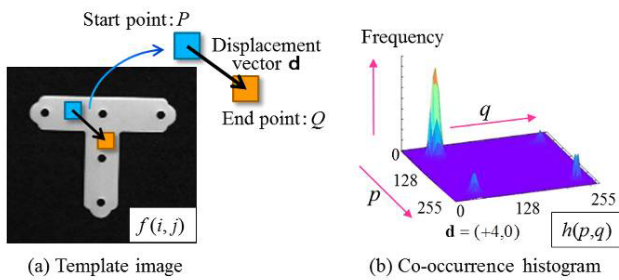 Start point: P
Displacement
vector d
End point: Q
f(i, j)
(a) Template image
Frequency
q
0
128
p
255
0
128
255
d = (+4,0)
h(p,q)
(b) Co-occurrence histogram